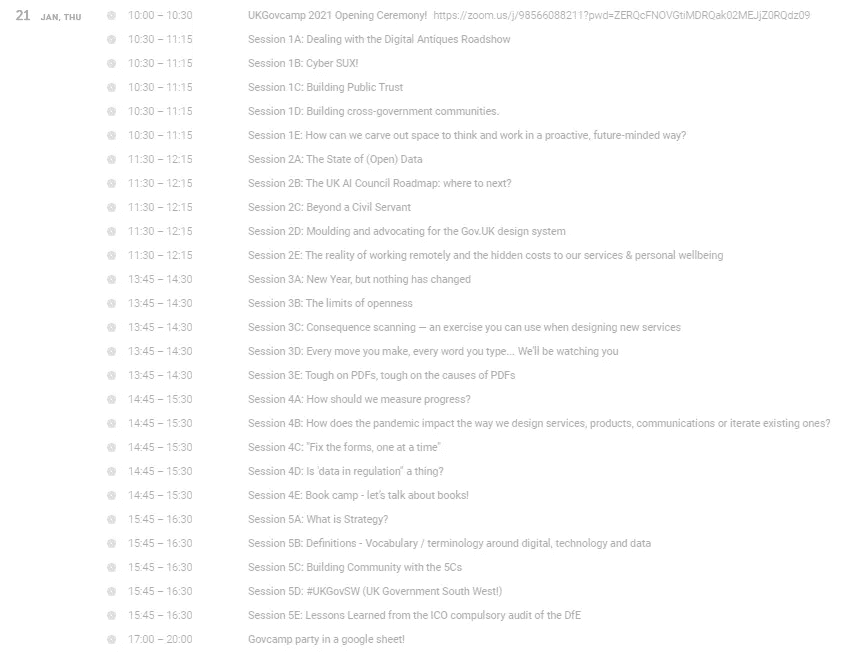 21 JAN, THU 10:00 – 10:30 UKGovcamp 2021 Opening Ceremony! https://zoom.us/j/98566088211?pwd=ZERQcFNOVGtiMDRQak02MEJjZ0RQdz09
10:30 – 11:15 Session 1A: Dealing with the Digital Antiques Roadshow
10:30 – 11:15 Session 1B: Cyber SUX!
10:30 – 11:15 Session 1C: Building Public Trust
10:30 – 11:15 Session 1D: Building cross-government communities.
10:30 – 11:15 Session 1E: How can we carve out space to think and work in a proactive, future-minded way?
11:30 – 12:15 Session 2A: The State of (Open) Data
11:30 – 12:15 Session 2B: The UK AI Council Roadmap: where to next?
11:30 – 12:15 Session 2C: Beyond a Civil Servant
11:30 – 12:15 Session 2D: Moulding and advocating for the Gov.UK design system
11:30 – 12:15 Session 2E: The reality of working remotely and the hidden costs to our services & personal wellbeing
13:45 – 14:30 Session 3A: New Year, but nothing has changed
13:45 – 14:30 Session 3B: The limits of openness
13:45 – 14:30 Session 3C: Consequence scanning — an exercise you can use when designing new services
13:45 – 14:30 Session 3D: Every move you make, every word you type... We'll be watching you
13:45 – 14:30 Session 3E: Tough on PDFs, tough on the causes of PDFs
14:45 – 15:30 Session 4A: How should we measure progress?
14:45 – 15:30 Session 4B: How does the pandemic impact the way we design services, products, communications or iterate existing ones?
14:45 – 15:30 Session 4C: "Fix the forms, one at a time"
14:45 – 15:30 Session 4D: Is 'data in regulation" a thing?
14:45 – 15:30 Session 4E: Book camp - let's talk about books!
15:45 – 16:30 Session 5A: What is Strategy?
15:45 – 16:30 Session 5B: Definitions - Vocabulary / terminology around digital, technology and data
15:45 – 16:30 Session 5C: Building Community with the 5Cs
15:45 – 16:30 Session 5D: #UKGovSW (UK Government South West!)
15:45 – 16:30 Session 5E: Lessons Learned from the ICO compulsory audit of the DfE
17:00 – 20:00 Govcamp party in a google sheet!